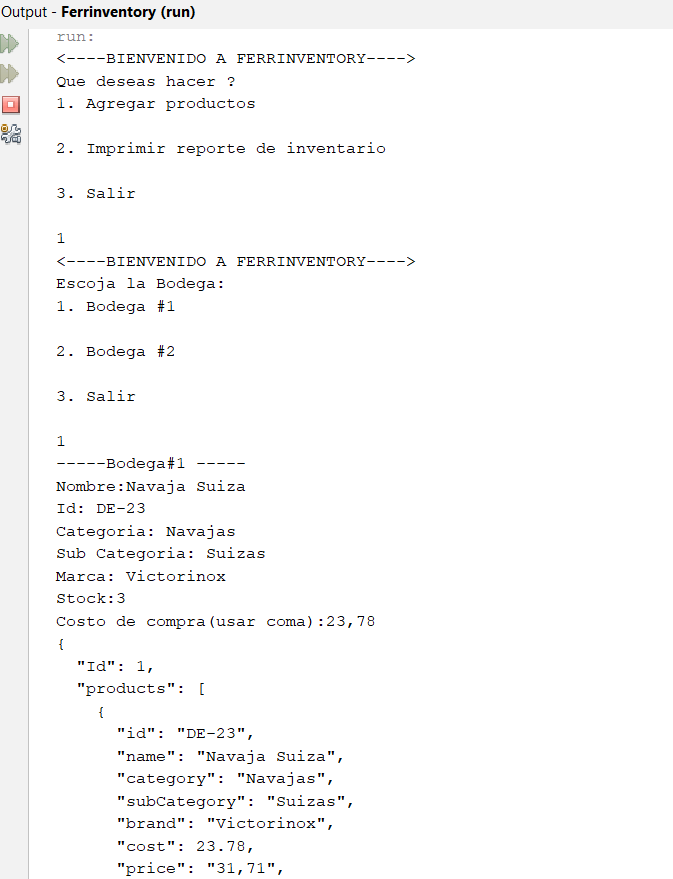 Output - Ferrinventory (run)
run:
<----BIENVENIDO A FERRINVENTORY---->
Que deseas hacer ?
1. Agregar productos
2. Imprimir reporte de inventario
3. Salir
1
<----BIENVENIDO A FERRINVENTORY---->
Escoja la Bodega:
1. Bodega #1
2. Bodega #2
3. Salir
1
-----Bodega#1 -----
Nombre:Navaja Suiza
Id: DE-23
Categoria: Navajas
Sub Categoria: Suizas
Marca: Victorinox
Stock:3
Costo de compra(usar coma):23,78
{
  "Id": 1,
  "products": [
    {
      "id": "DE-23",
      "name": "Navaja Suiza",
      "category": "Navajas",
      "subCategory": "Suizas",
      "brand": "Victorinox",
      "cost": 23.78,
      "price": "31,71",